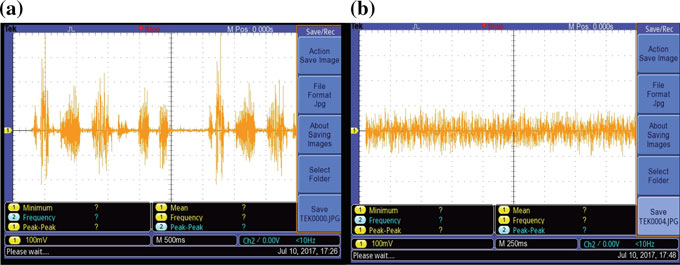 (a)
Tek
M Pos: 0.000s
Save/Rec
Action
Save Image
File
Format
.Jpg
About
Saving
Images
Select
Folder
Save
TEK0000.JPG
1
1 Minimum ?
2 Frequency ?
1 Peak-Peak ?
1 Mean ?
1 Frequency ?
2 Peak-Peak ?
1 100mV
M 500ms
Ch2 / 0.00V
<10Hz
Please wait....
Jul 10, 2017, 17:26
(b)
Tek
M Pos: 0.000s
Save/Rec
Action
Save Image
File
Format
.Jpg
About
Saving
Images
Select
Folder
Save
TEK0004.JPG
1
1 Minimum ?
2 Frequency ?
1 Peak-Peak ?
1 Mean ?
1 Frequency ?
2 Peak-Peak ?
1 100mV
M 250ms
Ch2 / 0.00V
<10Hz
Please wait....
Jul 10, 2017, 17:48